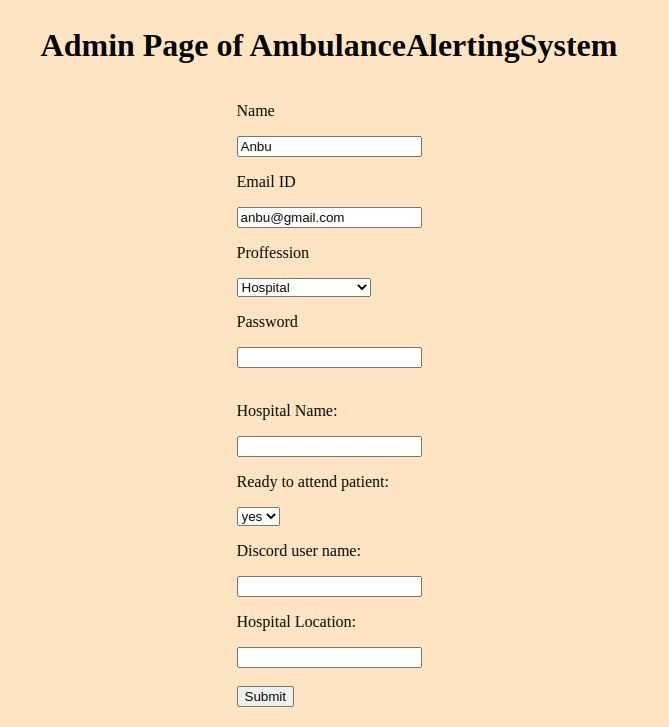 Admin Page of AmbulanceAlertingSystem
Name
Anbu
Email ID
anbu@gmail.com
Proffession
Hospital
Password
Hospital Name:
Ready to attend patient:
yes
Discord user name:
Hospital Location:
Submit